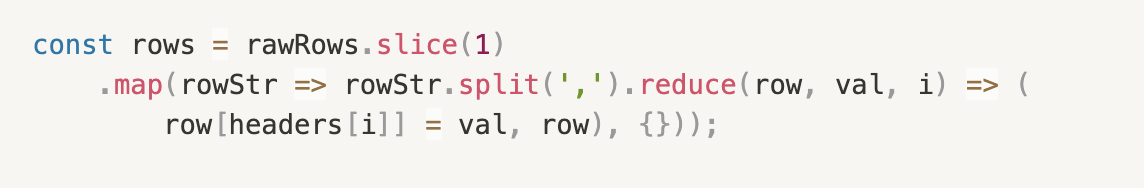 const rows = rawRows.slice(1)
    .map(rowStr => rowStr.split(',').reduce(row, val, i) => (
        row[headers[i]] = val, row), {}));